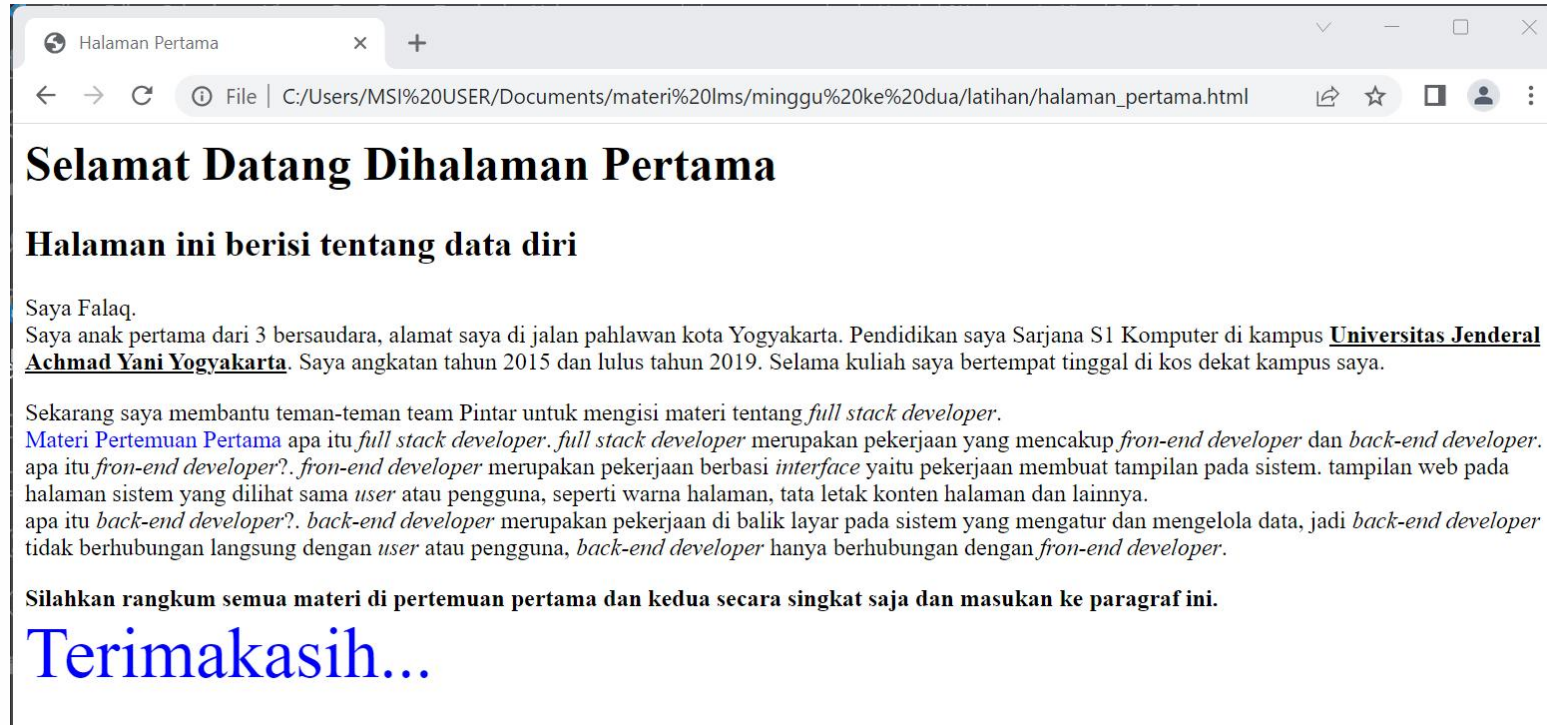 Halaman Pertama
File | C:/Users/MSI%20USER/Documents/materi%20lms/minggu%20ke%20dua/latihan/halaman_pertama.html
Selamat Datang Dihalaman Pertama
Halaman ini berisi tentang data diri
Saya Falaq.
Saya anak pertama dari 3 bersaudara, alamat saya di jalan pahlawan kota Yogyakarta. Pendidikan saya Sarjana S1 Komputer di kampus Universitas Jenderal
Achmad Yani Yogyakarta. Saya angkatan tahun 2015 dan lulus tahun 2019. Selama kuliah saya bertempat tinggal di kos dekat kampus saya.
Sekarang saya membantu teman-teman team Pintar untuk mengisi materi tentang full stack developer.
Materi Pertemuan Pertama apa itu full stack developer. full stack developer merupakan pekerjaan yang mencakup fron-end developer dan back-end developer.
apa itu fron-end developer?. fron-end developer merupakan pekerjaan berbasi interface yaitu pekerjaan membuat tampilan pada sistem. tampilan web pada
halaman sistem yang dilihat sama user atau pengguna, seperti warna halaman, tata letak konten halaman dan lainnya.
apa itu back-end developer?. back-end developer merupakan pekerjaan di balik layar pada sistem yang mengatur dan mengelola data, jadi back-end developer
tidak berhubungan langsung dengan user atau pengguna, back-end developer hanya berhubungan dengan fron-end developer.
Silahkan rangkum semua materi di pertemuan pertama dan kedua secara singkat saja dan masukan ke paragraf ini.
Terimakasih...